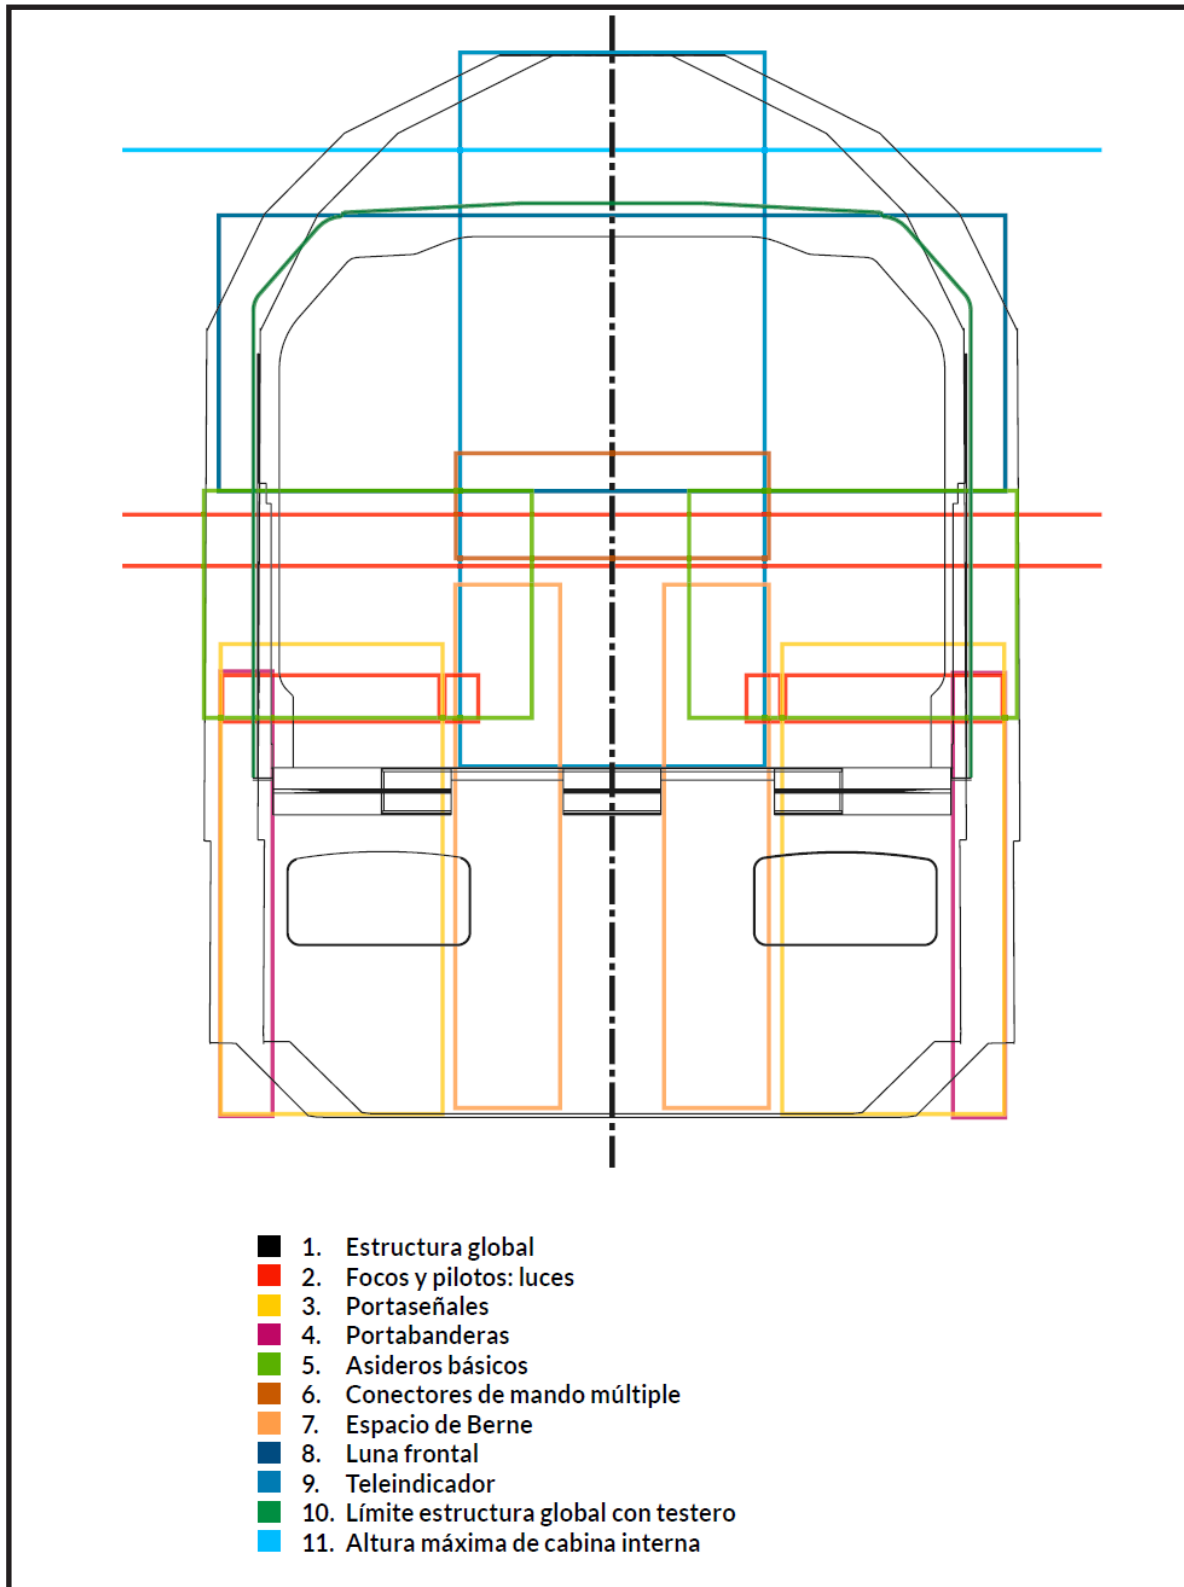 1. Estructura global
2. Focos y pilotos: luces
3. Portaseñales
4. Portabanderas
5. Asideros básicos
6. Conectores de mando múltiple
7. Espacio de Berne
8. Luna frontal
9. Teleindicador
10. Límite estructura global con testero
11. Altura máxima de cabina interna